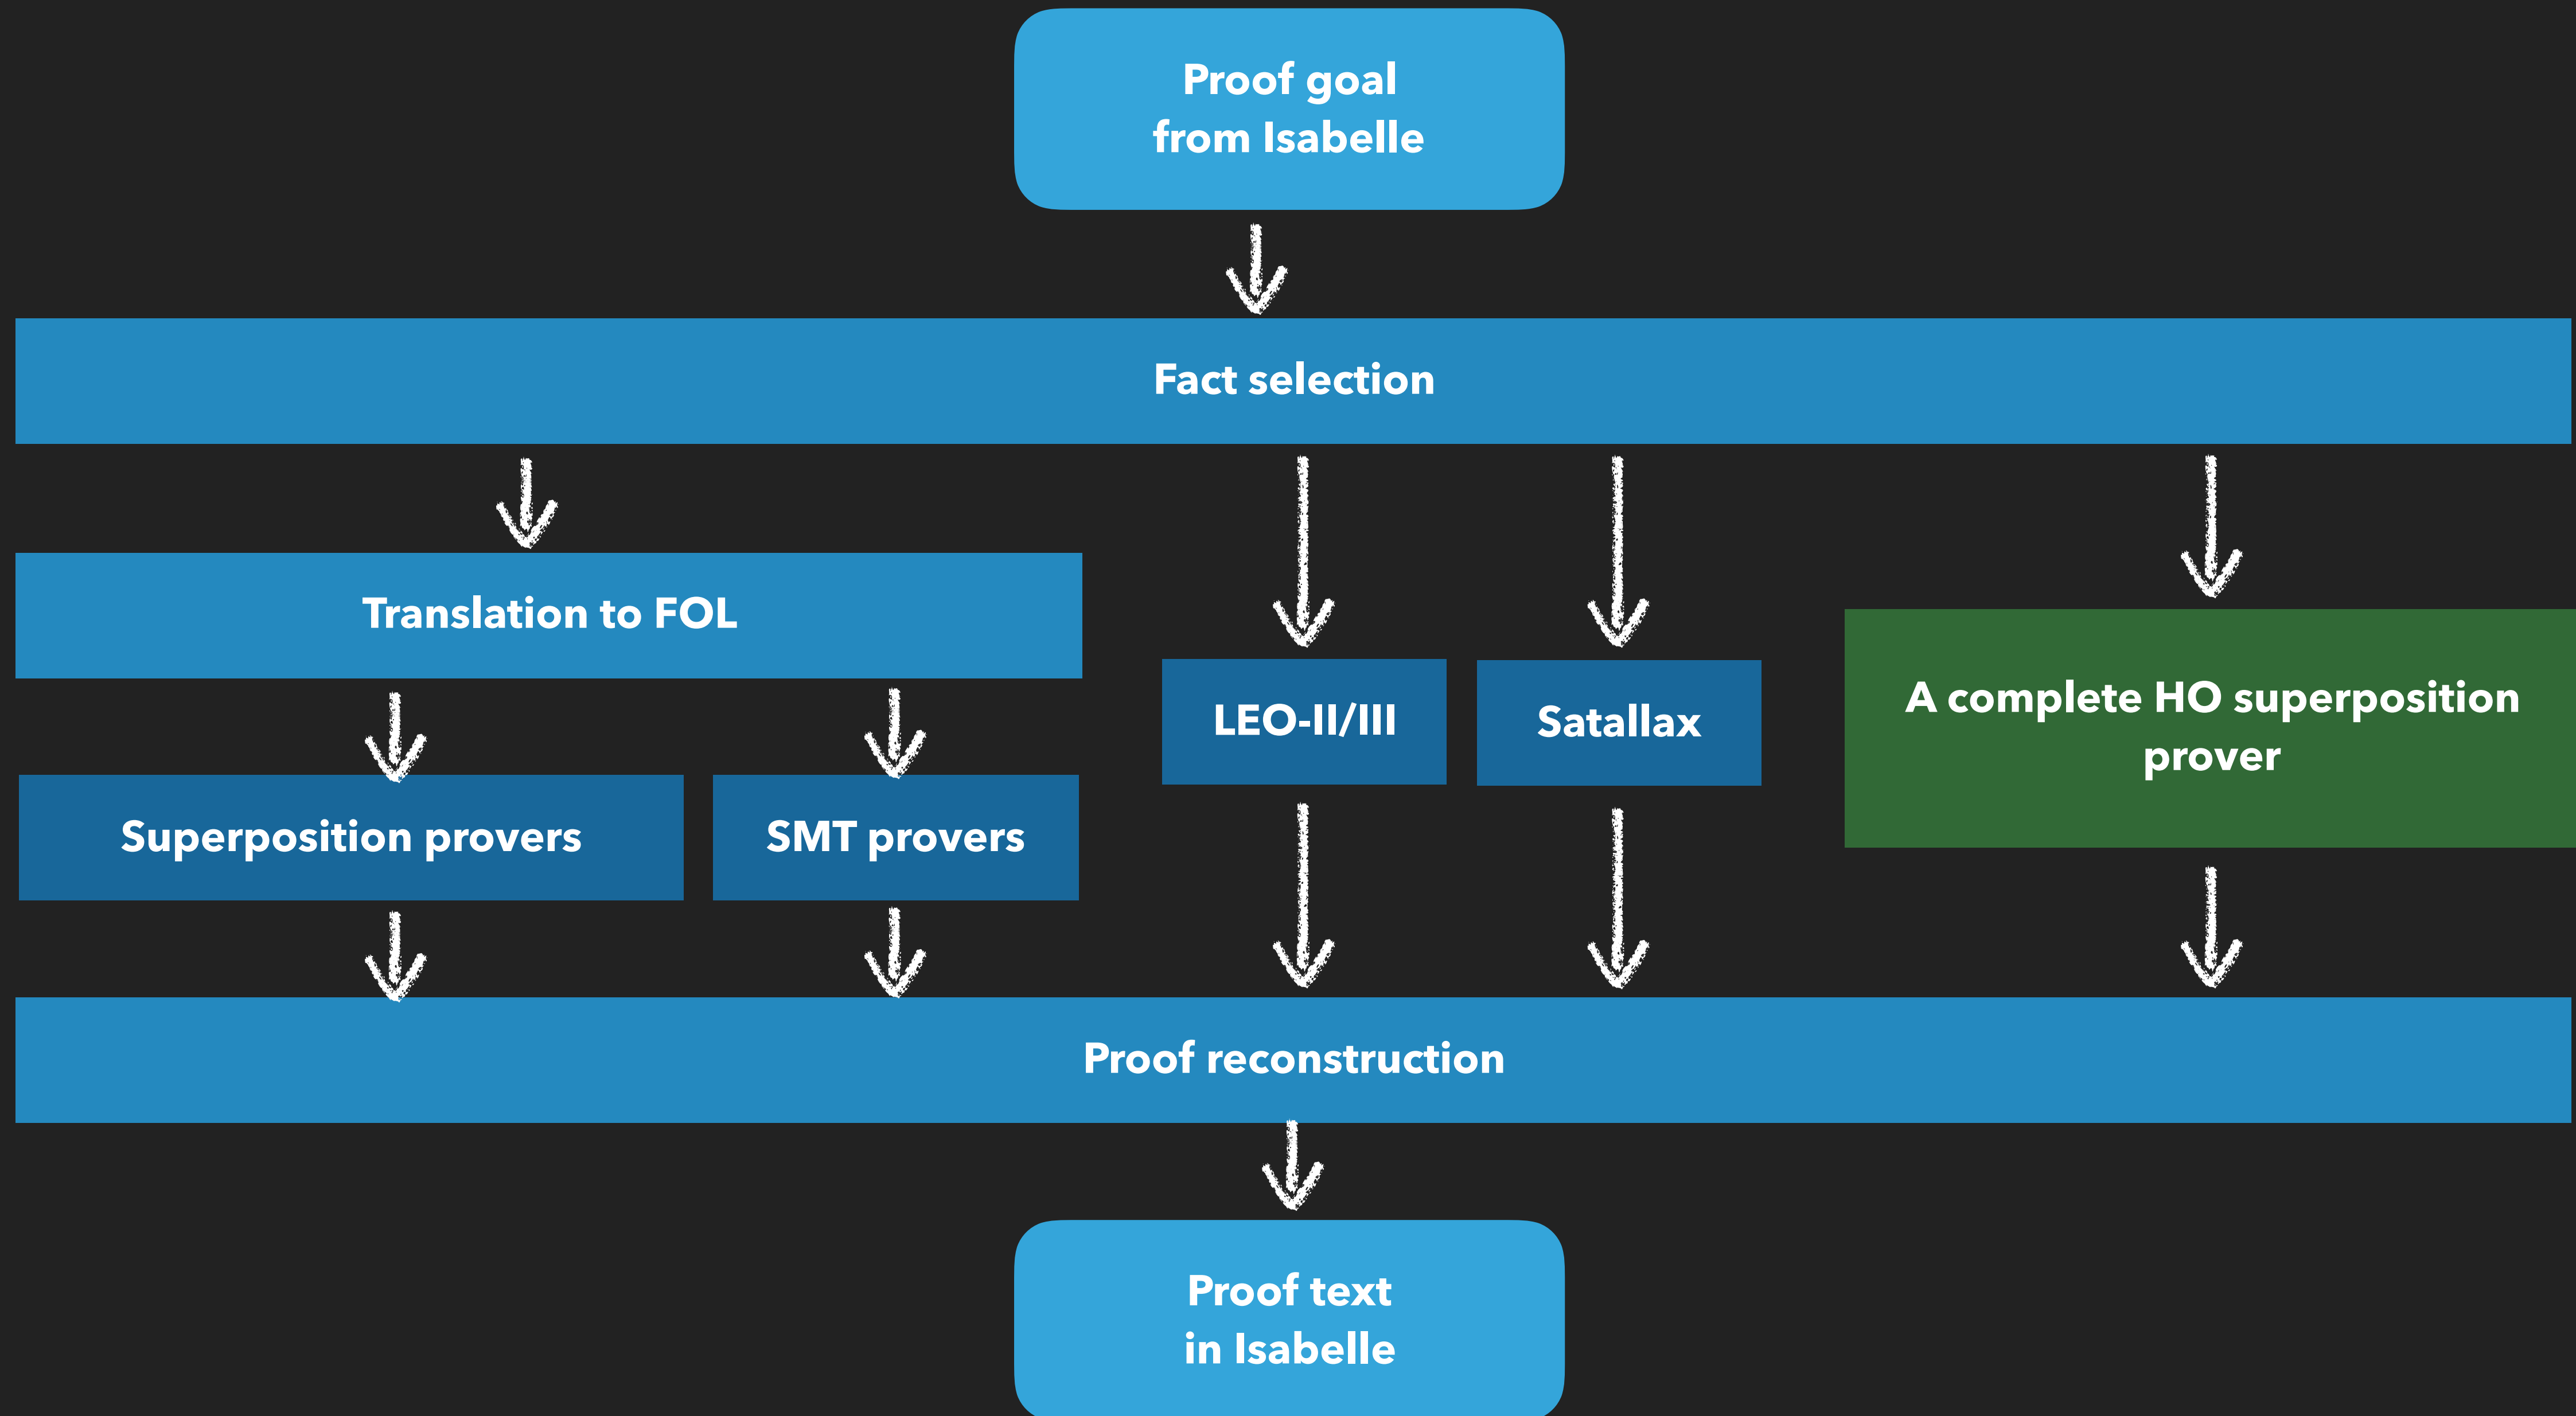 Proof goal
from Isabelle
Fact selection
Translation to FOL
LEO-II/III
Satallax
A complete HO superposition
prover
Superposition provers
SMT provers
Proof reconstruction
Proof text
in Isabelle